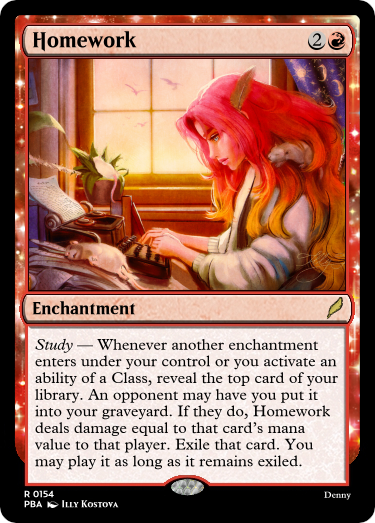 Homework 2
Enchantment
Study — Whenever another enchantment
enters under your control or you activate an
ability of a Class, reveal the top card of your
library. An opponent may have you put it
into your graveyard. If they do, Homework
deals damage equal to that card's mana
value to that player. Exile that card. You
may play it as long as it remains exiled.
R 0154
PBA Illy Kostova
Denny